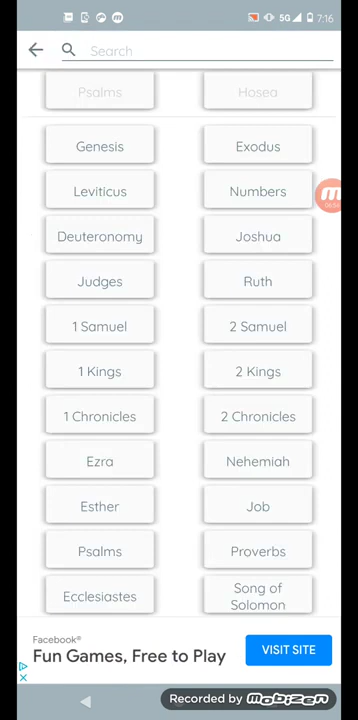 5G 7:16
Search
Psalms Hosea
Genesis Exodus
Leviticus Numbers
Deuteronomy Joshua
Judges Ruth
1 Samuel 2 Samuel
1 Kings 2 Kings
1 Chronicles 2 Chronicles
Ezra Nehemiah
Esther Job
Psalms Proverbs
Ecclesiastes Song of
Solomon
Facebook®
Fun Games, Free to Play VISIT SITE
Recorded by mobizen